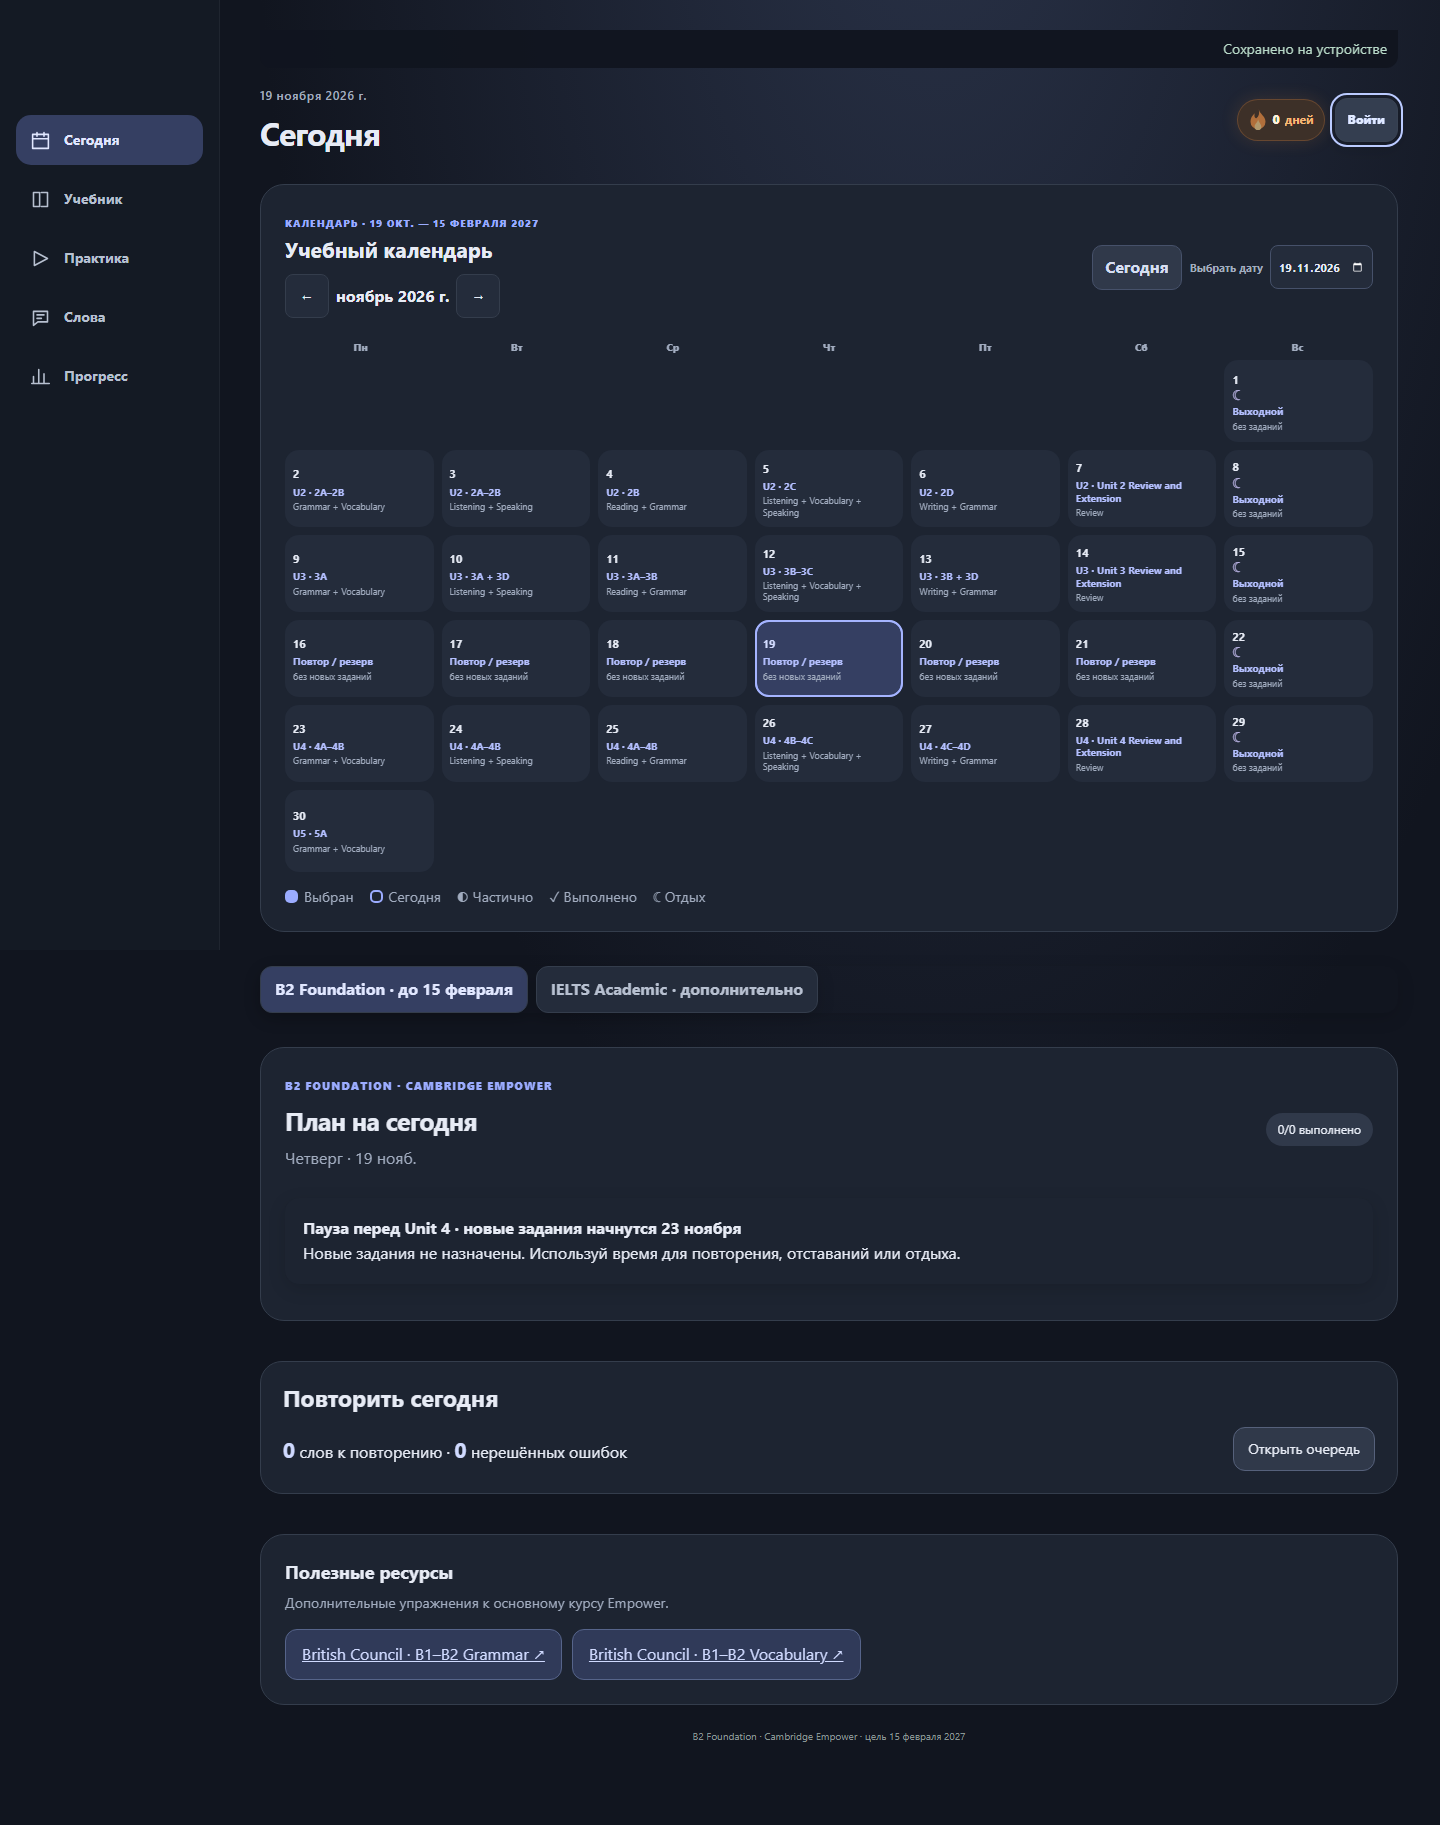 Сохранено на устройстве
19 ноября 2026 г.
Сегодня
0 дней
Войти
Сегодня
Учебник
Практика
Слова
Прогресс
КАЛЕНДАРЬ · 19 ОКТ. — 15 ФЕВРАЛЯ 2027
Учебный календарь
← ноябрь 2026 г. →
Сегодня
Выбрать дату
19.11.2026
Пн Вт Ср Чт Пт Сб Вс
1
☾
Выходной
без заданий
2
U2 · 2A–2B
Grammar + Vocabulary
3
U2 · 2A–2B
Listening + Speaking
4
U2 · 2B
Reading + Grammar
5
U2 · 2C
Listening + Vocabulary +
Speaking
6
U2 · 2D
Writing + Grammar
7
U2 · Unit 2 Review and
Extension
Review
8
☾
Выходной
без заданий
9
U3 · 3A
Grammar + Vocabulary
10
U3 · 3A + 3D
Listening + Speaking
11
U3 · 3A–3B
Reading + Grammar
12
U3 · 3B–3C
Listening + Vocabulary +
Speaking
13
U3 · 3B + 3D
Writing + Grammar
14
U3 · Unit 3 Review and
Extension
Review
15
☾
Выходной
без заданий
16
Повтор / резерв
без новых заданий
17
Повтор / резерв
без новых заданий
18
Повтор / резерв
без новых заданий
19
Повтор / резерв
без новых заданий
20
Повтор / резерв
без новых заданий
21
Повтор / резерв
без новых заданий
22
☾
Выходной
без заданий
23
U4 · 4A–4B
Grammar + Vocabulary
24
U4 · 4A–4B
Listening + Speaking
25
U4 · 4A–4B
Reading + Grammar
26
U4 · 4B–4C
Listening + Vocabulary +
Speaking
27
U4 · 4C–4D
Writing + Grammar
28
U4 · Unit 4 Review and
Extension
Review
29
☾
Выходной
без заданий
30
U5 · 5A
Grammar + Vocabulary
Выбран Сегодня ◐ Частично ✓ Выполнено ☾ Отдых
B2 Foundation · до 15 февраля
IELTS Academic · дополнительно
B2 FOUNDATION · CAMBRIDGE EMPOWER
План на сегодня
0/0 выполнено
Четверг · 19 нояб.
Пауза перед Unit 4 · новые задания начнутся 23 ноября
Новые задания не назначены. Используй время для повторения, отставаний или отдыха.
Повторить сегодня
0 слов к повторению · 0 нерешённых ошибок
Открыть очередь
Полезные ресурсы
Дополнительные упражнения к основному курсу Empower.
British Council · B1–B2 Grammar ↗
British Council · B1–B2 Vocabulary ↗
B2 Foundation · Cambridge Empower · цель 15 февраля 2027